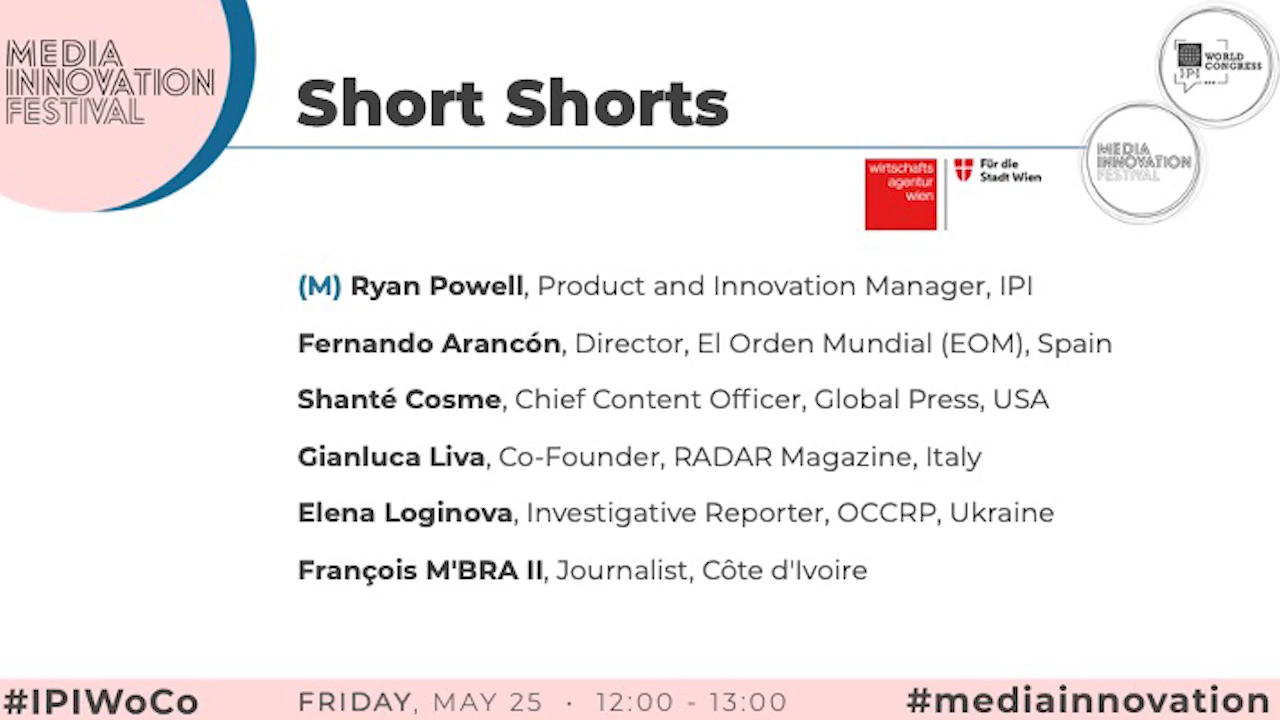 MEDIA
INNOVATION
FESTIVAL
Short Shorts
IPI
WORLD
CONGRESS
MEDIA
INNOVATION
FESTIVAL
wirtschafts
agentur
wien
Für die
Stadt Wien
(M) Ryan Powell, Product and Innovation Manager, IPI
Fernando Arancón, Director, El Orden Mundial (EOM), Spain
Shanté Cosme, Chief Content Officer, Global Press, USA
Gianluca Liva, Co-Founder, RADAR Magazine, Italy
Elena Loginova, Investigative Reporter, OCCRP, Ukraine
François M'BRA II, Journalist, Côte d'Ivoire
#IPIWoCo
FRIDAY, MAY 25 · 12:00 - 13:00
#mediainnovation